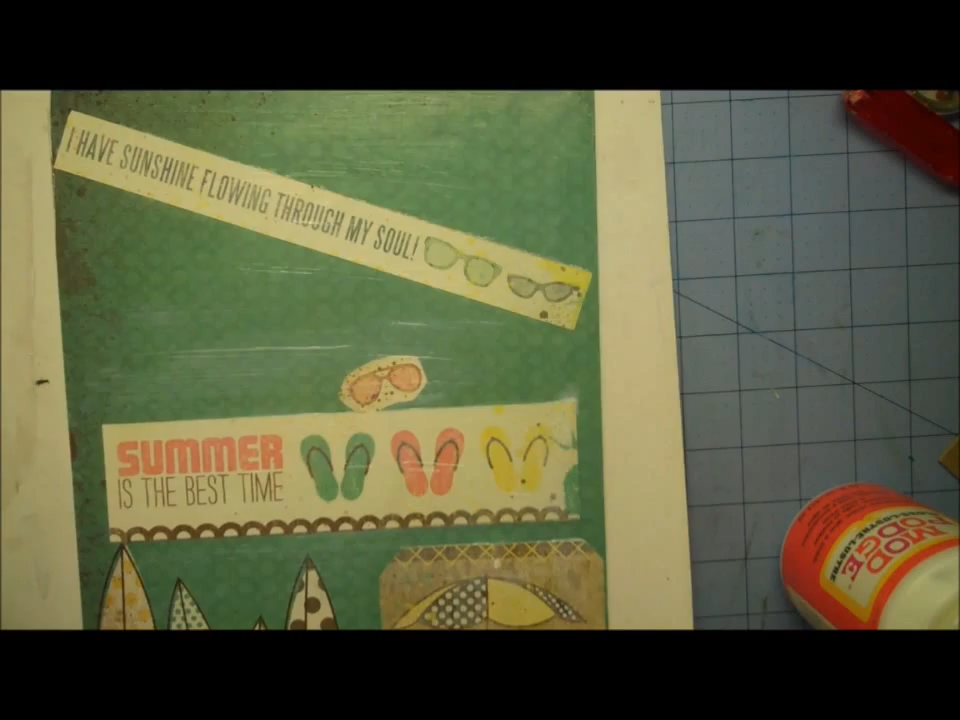 I HAVE SUNSHINE FLOWING THROUGH MY SOUL!
SUMMER
IS THE BEST TIME
MOD
PODGE